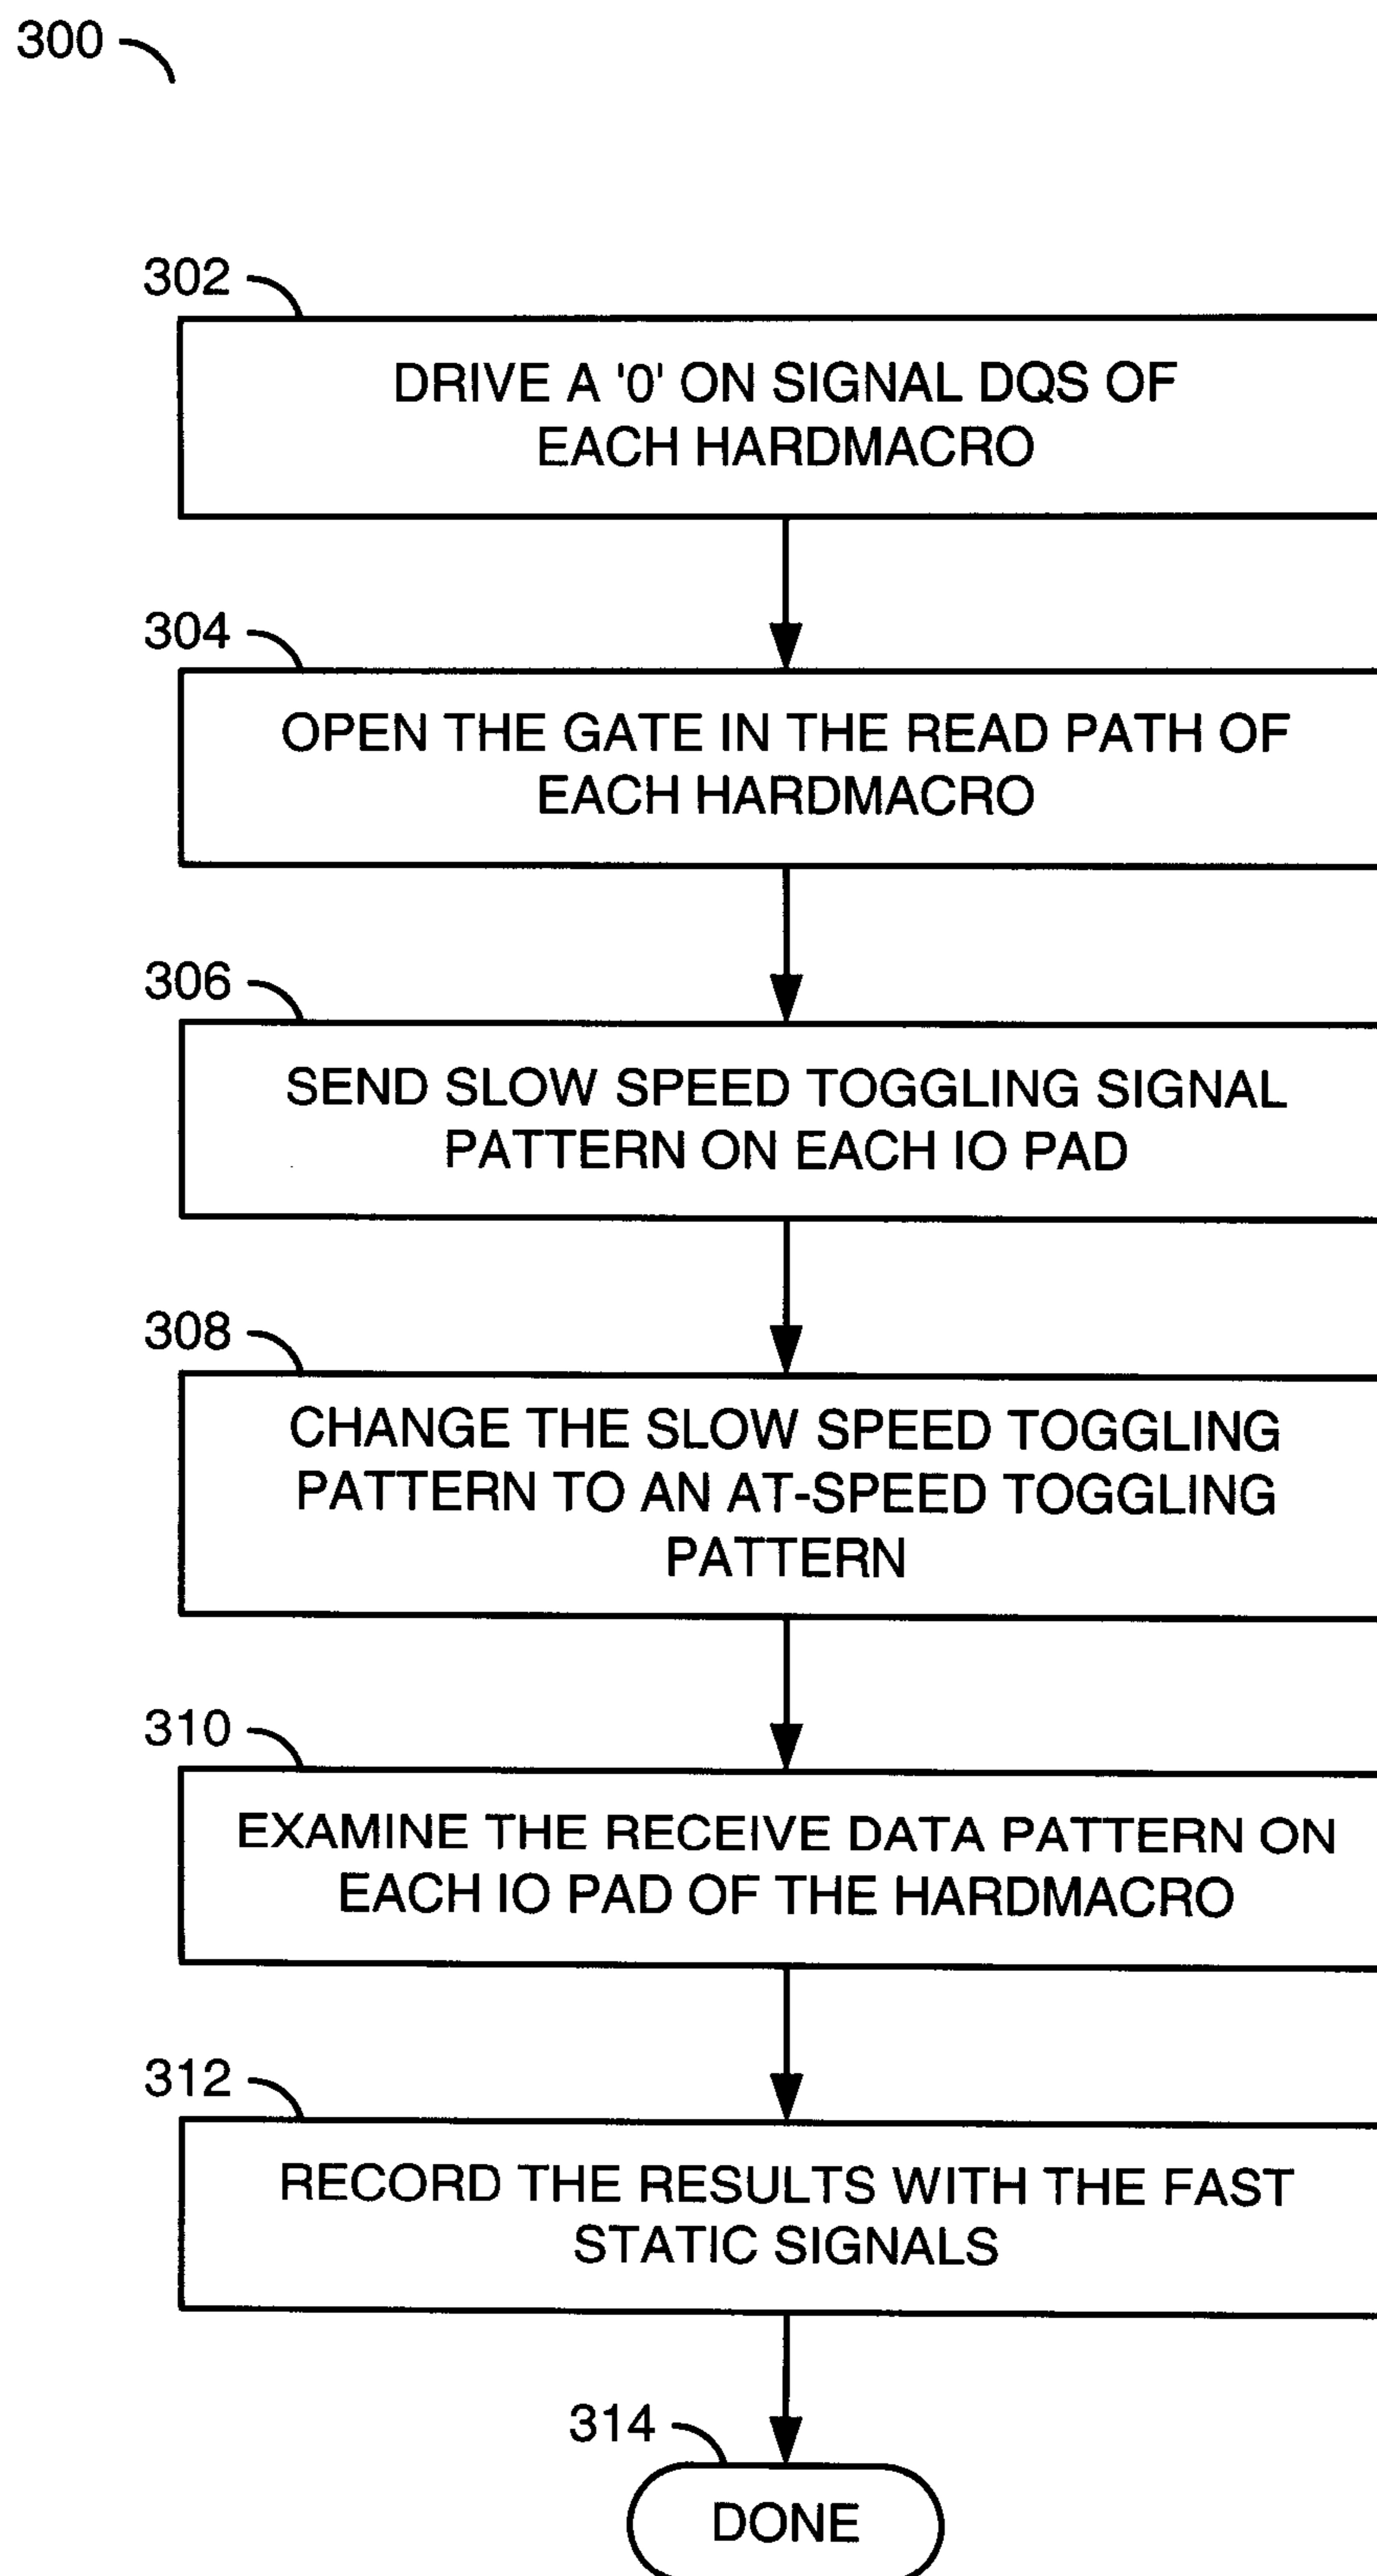 300
302
DRIVE A '0' ON SIGNAL DQS OF
EACH HARDMACRO
304
OPEN THE GATE IN THE READ PATH OF
EACH HARDMACRO
306
SEND SLOW SPEED TOGGLING SIGNAL
PATTERN ON EACH IO PAD
308
CHANGE THE SLOW SPEED TOGGLING
PATTERN TO AN AT-SPEED TOGGLING
PATTERN
310
EXAMINE THE RECEIVE DATA PATTERN ON
EACH IO PAD OF THE HARDMACRO
312
RECORD THE RESULTS WITH THE FAST
STATIC SIGNALS
314
DONE